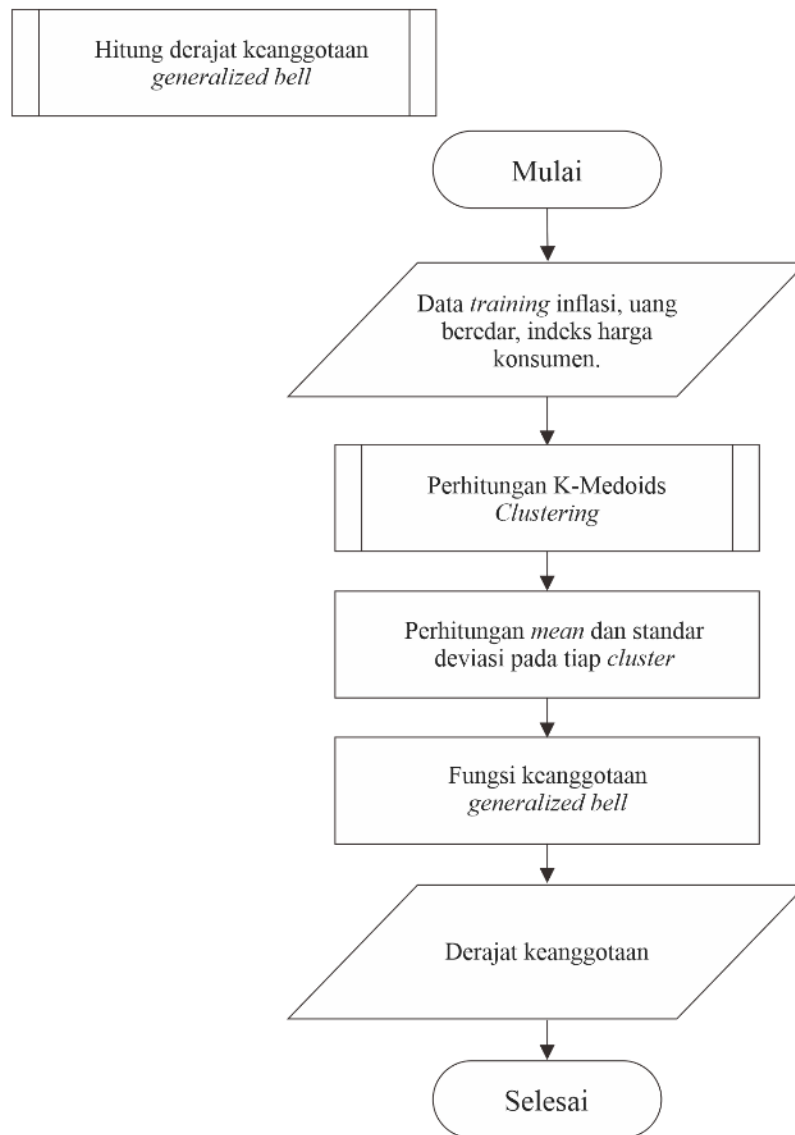 Hitung derajat keanggotaan
generalized bell
Mulai
Data training inflasi, uang
beredar, indeks harga
konsumen.
Perhitungan K-Medoids
Clustering
Perhitungan mean dan standar
deviasi pada tiap cluster
Fungsi keanggotaan
generalized bell
Derajat keanggotaan
Selesai